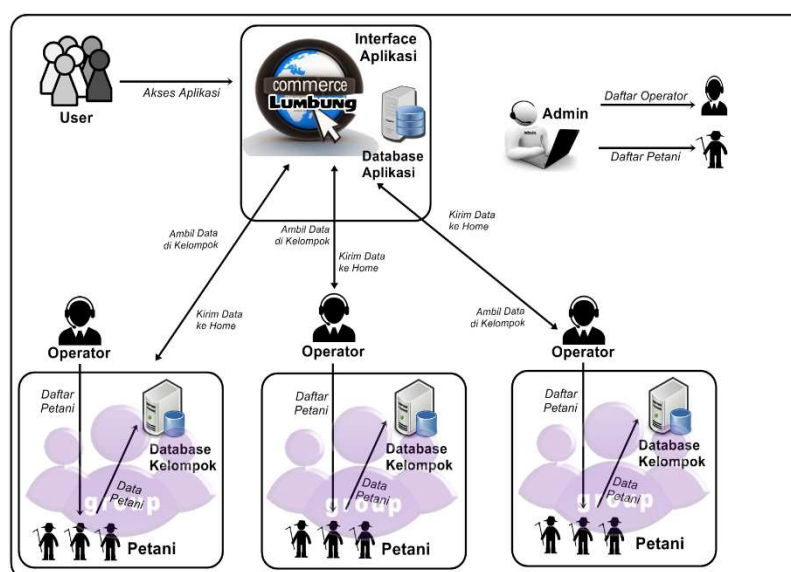 User
Akses Aplikasi
Interface
Aplikasi
commerce
Lumbung
Database
Aplikasi
Admin
Daftar Operator
Daftar Petani
Ambil Data
di Kelompok
Kirim Data
ke Home
Ambil Data
di Kelompok
Kirim Data
ke Home
Kirim Data
ke Home
Ambil Data
di Kelompok
Operator
Daftar
Petani
Database
Kelompok
Data
Petani
group
Petani
Operator
Daftar
Petani
Database
Kelompok
Data
Petani
group
Petani
Operator
Daftar
Petani
Database
Kelompok
Data
Petani
group
Petani